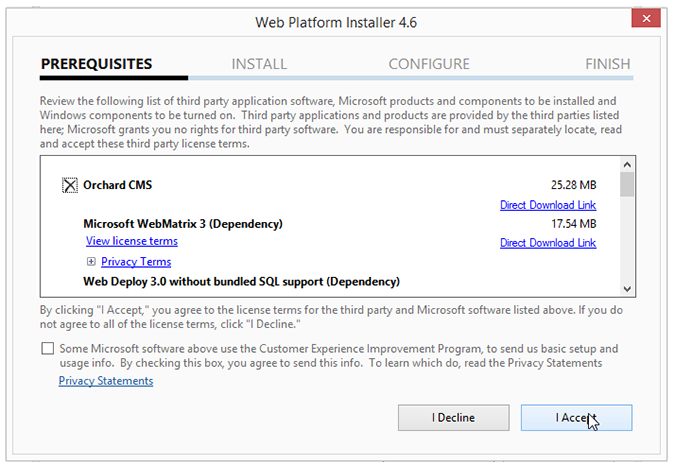 Web Platform Installer 4.6
PREREQUISITES INSTALL CONFIGURE FINISH
Review the following list of third party application software, Microsoft products and components to be installed and
Windows components to be turned on.  Third party applications and products are provided by the third parties listed
here; Microsoft grants you no rights for third party software.  You are responsible for and must separately locate, read
and accept these third party license terms.
Orchard CMS 25.28 MB
Direct Download Link
Microsoft WebMatrix 3 (Dependency) 17.54 MB
View license terms Direct Download Link
Privacy Terms
Web Deploy 3.0 without bundled SQL support (Dependency)
By clicking "I Accept," you agree to the license terms for the third party and Microsoft software listed above. If you do
not agree to all of the license terms, click "I Decline."
Some Microsoft software above use the Customer Experience Improvement Program, to send us basic setup and
usage info.  By checking this box, you agree to send this info.  To learn which do, read the Privacy Statements
Privacy Statements
I Decline I Accept